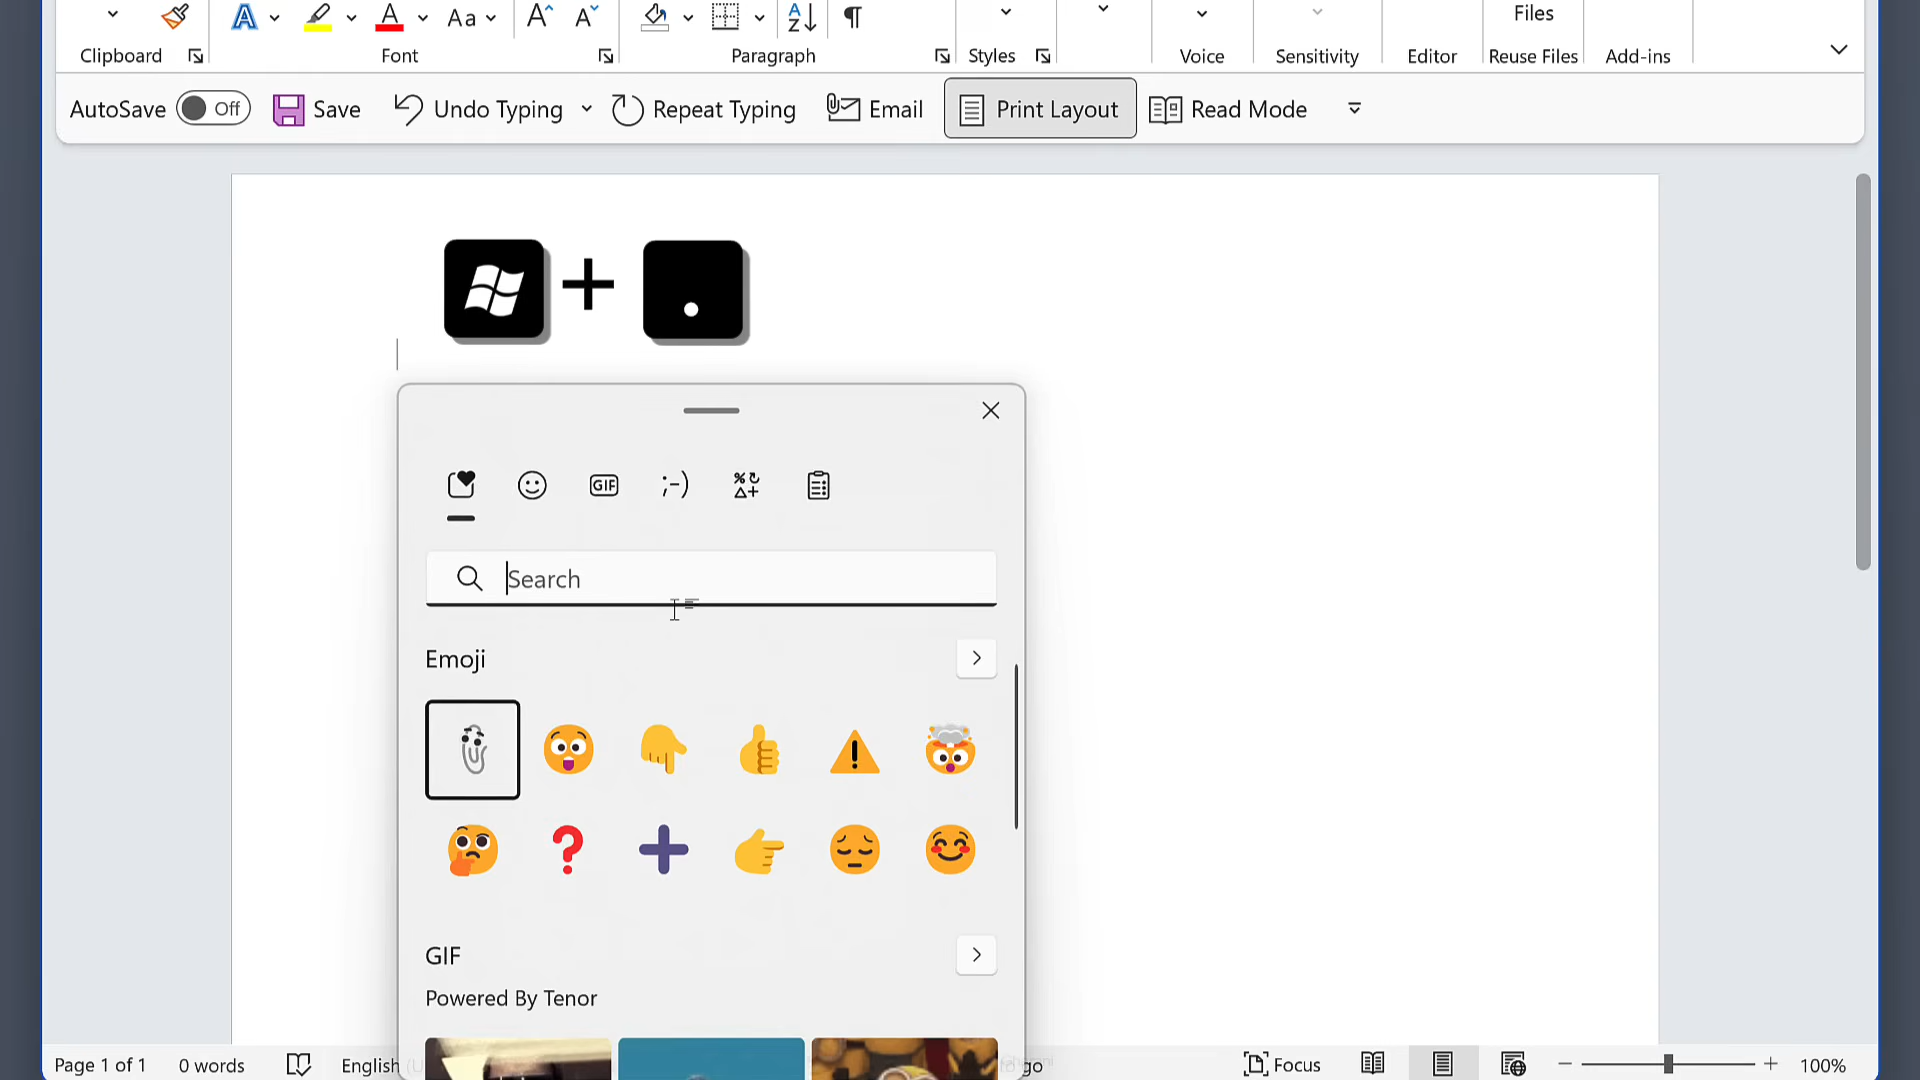 Files
Clipboard
Font
Paragraph
Styles
Voice
Sensitivity
Editor
Reuse Files
Add-ins
AutoSave Off
Save
Undo Typing
Repeat Typing
Email
Print Layout
Read Mode
+ .
GIF ;-)
Search
Emoji
GIF
Powered By Tenor
Page 1 of 1
0 words
English
go
Focus
100%